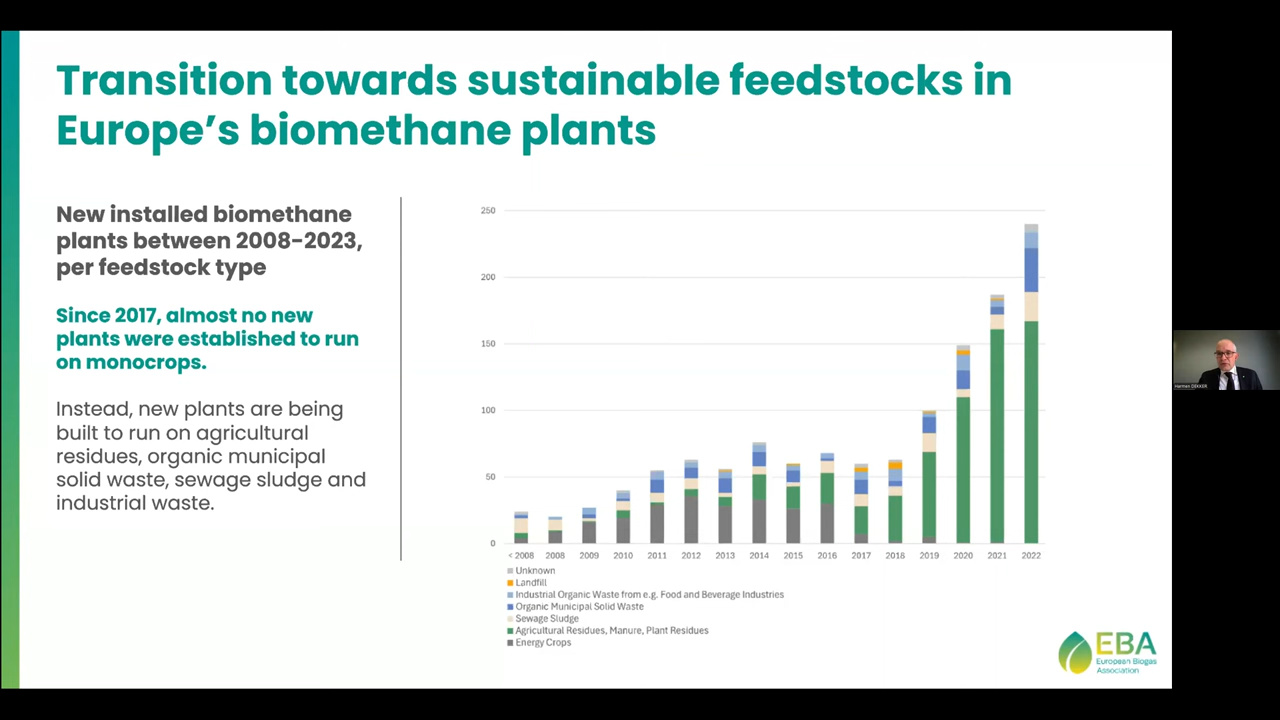 Transition towards sustainable feedstocks in
Europe's biomethane plants
New installed biomethane
plants between 2008-2023,
per feedstock type
Since 2017, almost no new
plants were established to run
on monocrops.
Instead, new plants are being
built to run on agricultural
residues, organic municipal
solid waste, sewage sludge and
industrial waste.
250
200
150
100
50
0
< 2008 2008 2009 2010 2011 2012 2013 2014 2015 2016 2017 2018 2019 2020 2021 2022
Unknown
Landfill
Industrial Organic Waste from e.g. Food and Beverage Industries
Organic Municipal Solid Waste
Sewage Sludge
Agricultural Residues, Manure, Plant Residues
Energy Crops
EBA
European Biogas
Association
Harmen DEKKER